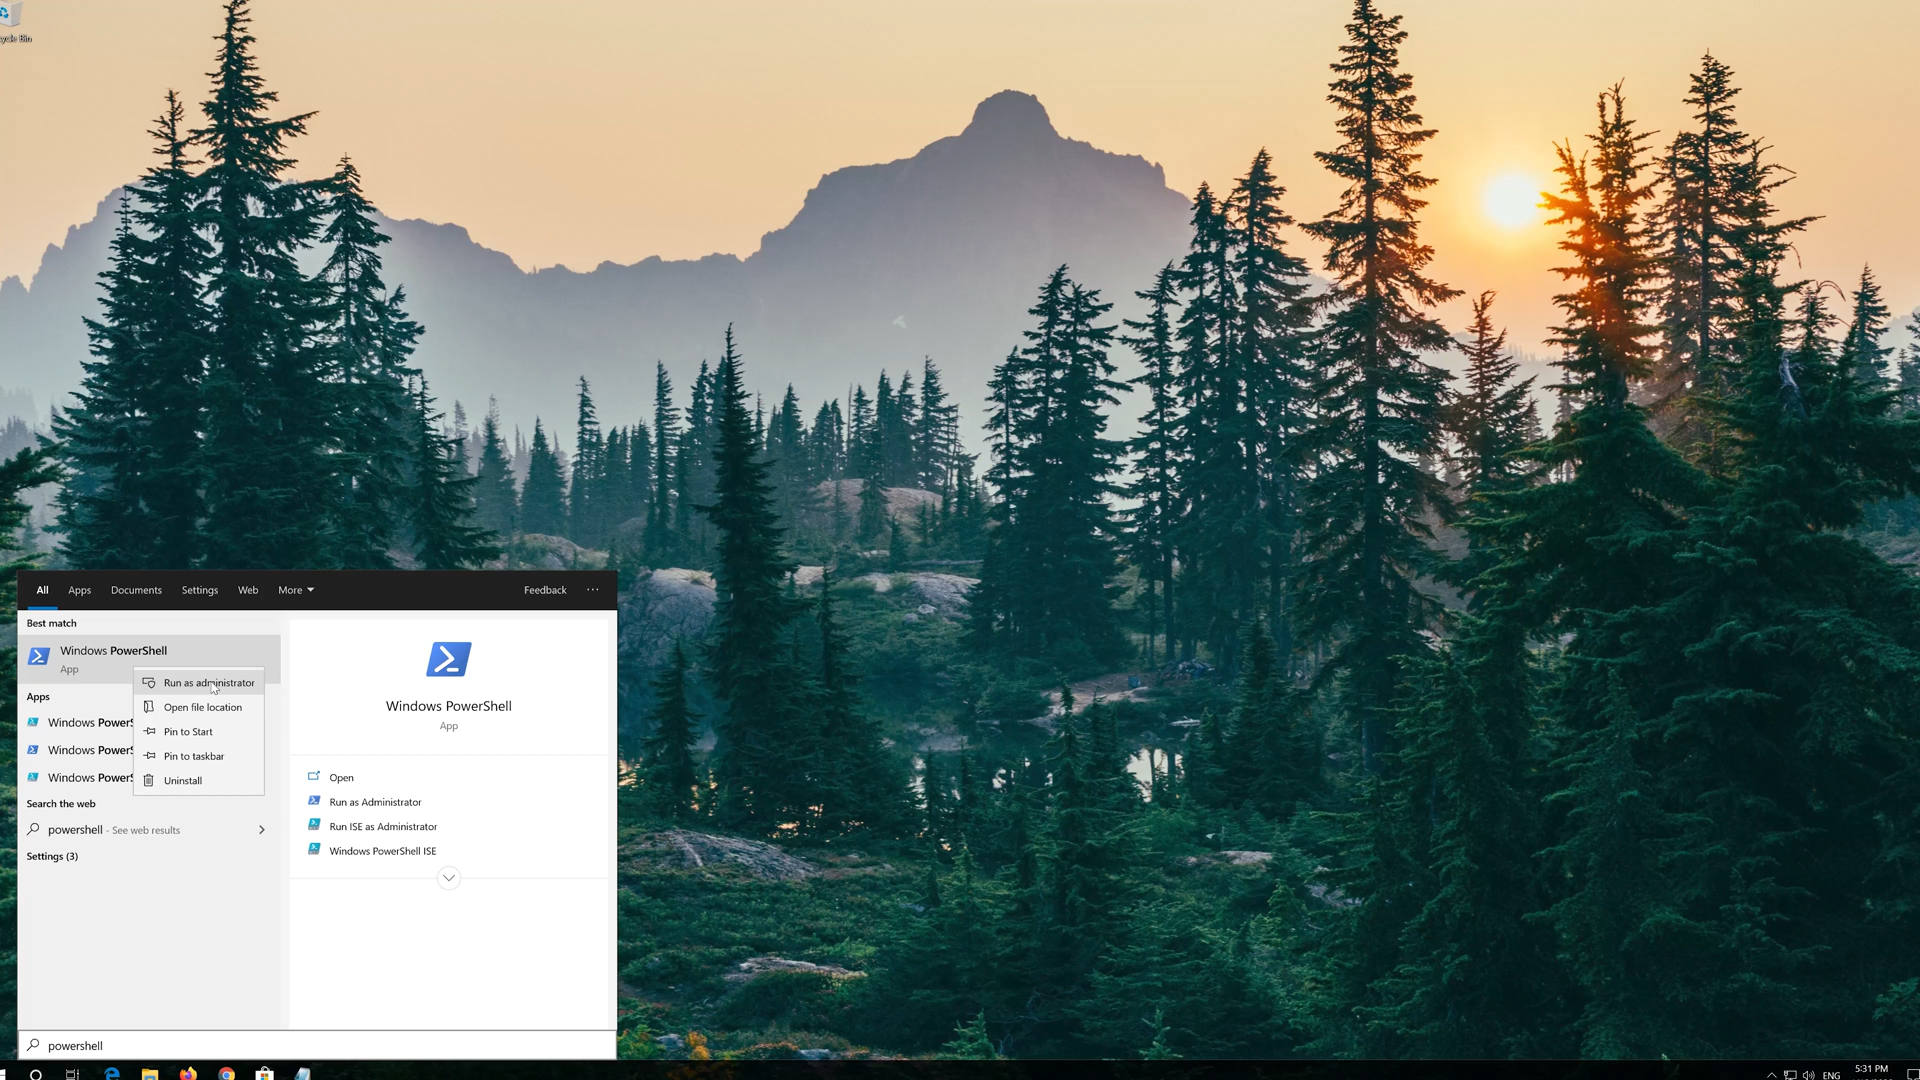 All Apps Documents Settings Web More Feedback ...
Best match
Windows PowerShell
App
Run as administrator
Open file location
Pin to Start
Pin to taskbar
Uninstall
Apps
Windows PowerS
Windows PowerS
Windows PowerS
Search the web
powershell - See web results
Settings (3)
Windows PowerShell
App
Open
Run as Administrator
Run ISE as Administrator
Windows PowerShell ISE
powershell
ENG
5:31 PM